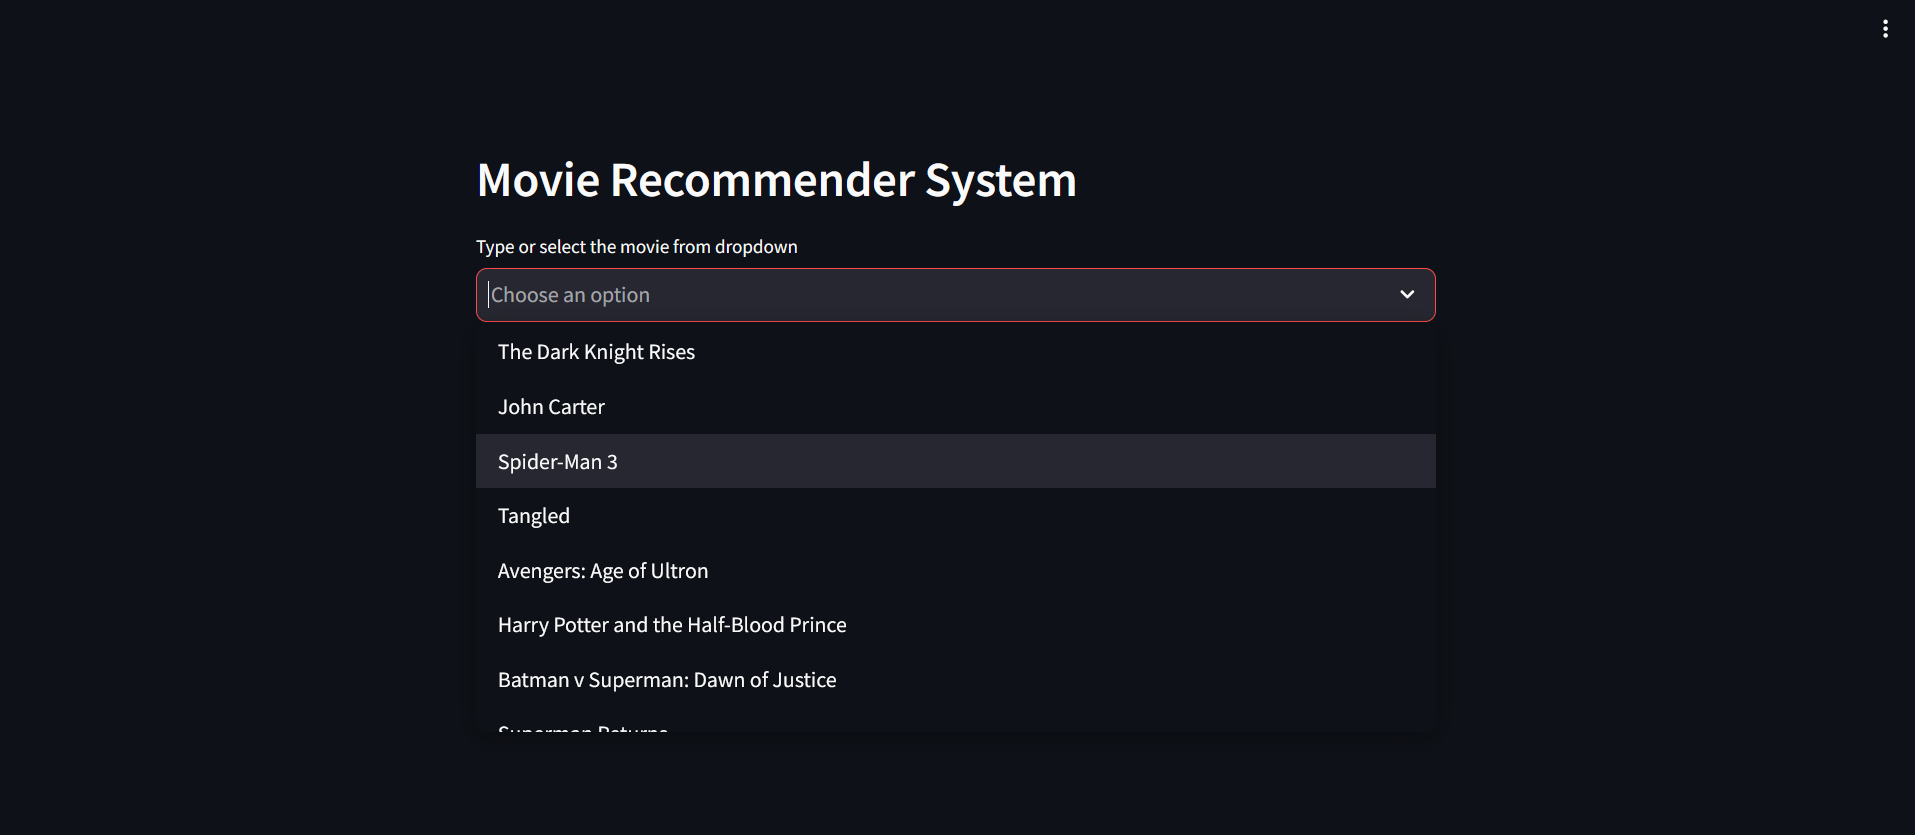 Movie Recommender System
Type or select the movie from dropdown
Choose an option
The Dark Knight Rises
John Carter
Spider-Man 3
Tangled
Avengers: Age of Ultron
Harry Potter and the Half-Blood Prince
Batman v Superman: Dawn of Justice
Superman Returns